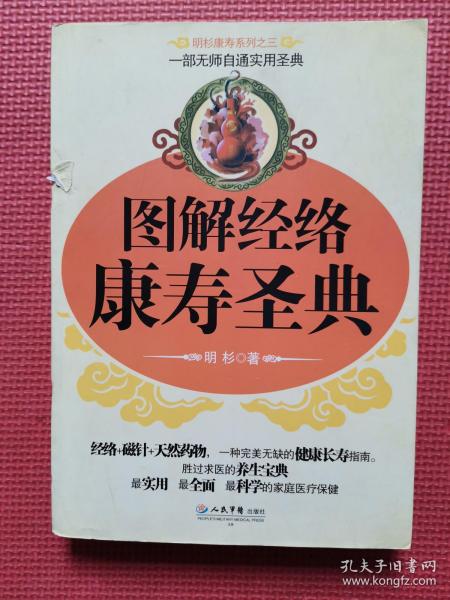 明杉康寿系列之三
一部无师自通实用圣典
图解经络
康寿圣典
明杉◎著
经络+磁针+天然药物，一种完美无缺的健康长寿指南。
胜过求医的养生宝典
最实用 最全面 最科学的家庭医疗保健
人民军医出版社
PEOPLE'S MILITARY MEDICAL PRESS
孔夫子旧书网
www.kongfz.com